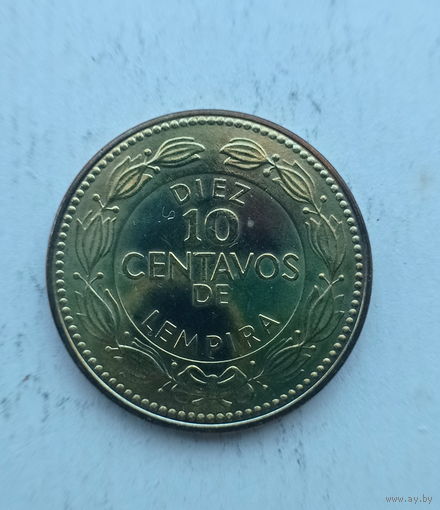 DIEZ
10
CENTAVOS
DE
LEMPIRA
www.ay.by